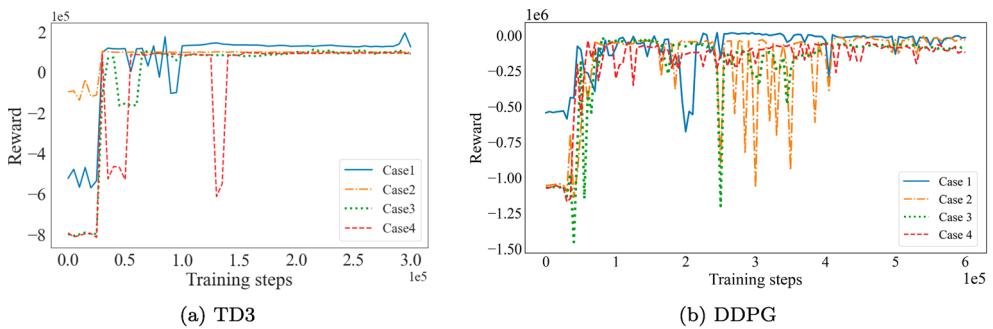 1e5
2
0
−2
−4
−6
−8
Reward
Case1
Case2
Case3
Case4
0.0 0.5 1.0 1.5 2.0 2.5 3.0
Training steps
1e5
(a) TD3
1e6
0.00
−0.25
−0.50
−0.75
−1.00
−1.25
−1.50
Reward
Case 1
Case 2
Case 3
Case 4
0 1 2 3 4 5 6
Training steps
1e5
(b) DDPG